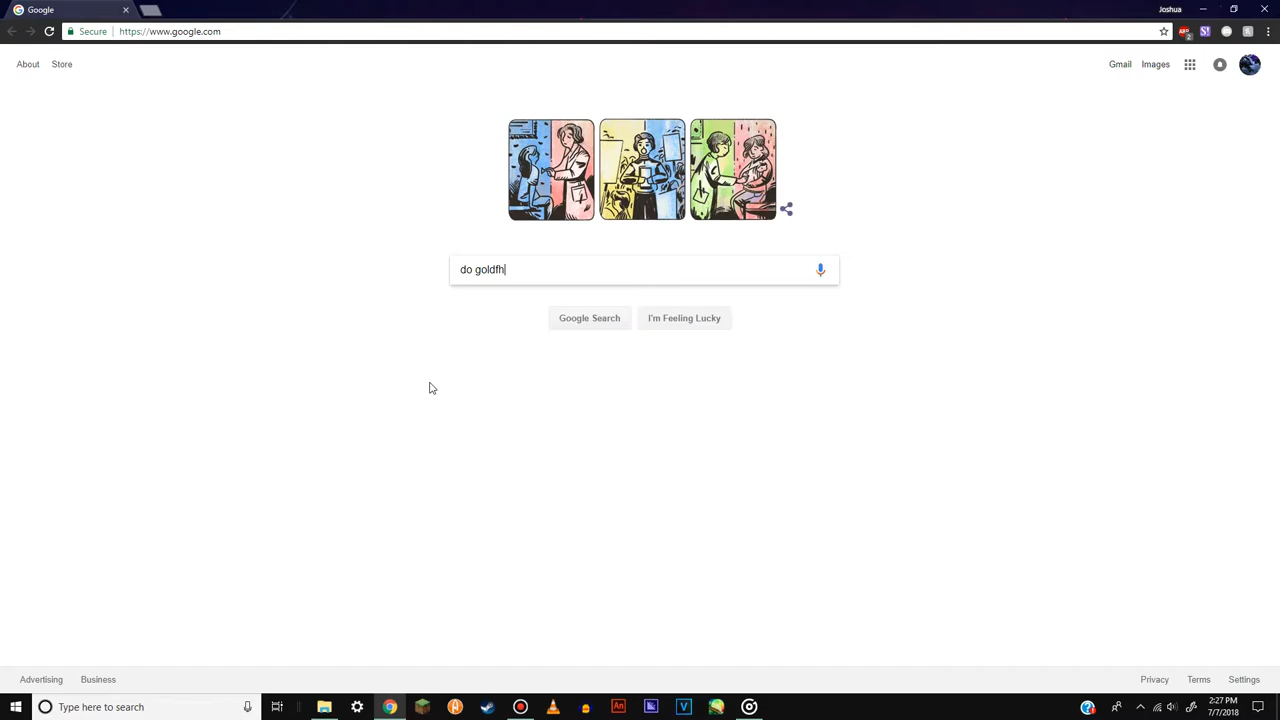 Google
Joshua
Secure
https://www.google.com
About
Store
Gmail
Images
do goldfh
Google Search
I'm Feeling Lucky
Advertising
Business
Privacy
Terms
Settings
Type here to search
An
V
2:27 PM
7/7/2018